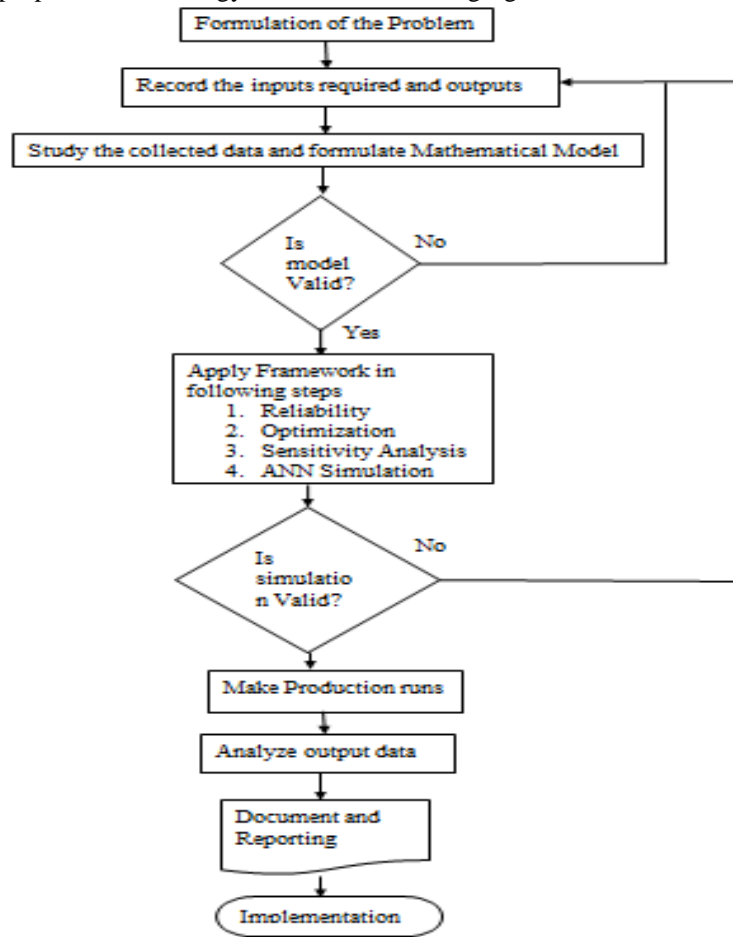 Formulation of the Problem
Record the inputs required and outputs
Study the collected data and formulate Mathematical Model
Is
model
Valid?
No
Yes
Apply Framework in
following steps
1. Reliability
2. Optimization
3. Sensitivity Analysis
4. ANN Simulation
Is
simulatio
n Valid?
No
Make Production runs
Analyze output data
Document and
Reporting
Implementation